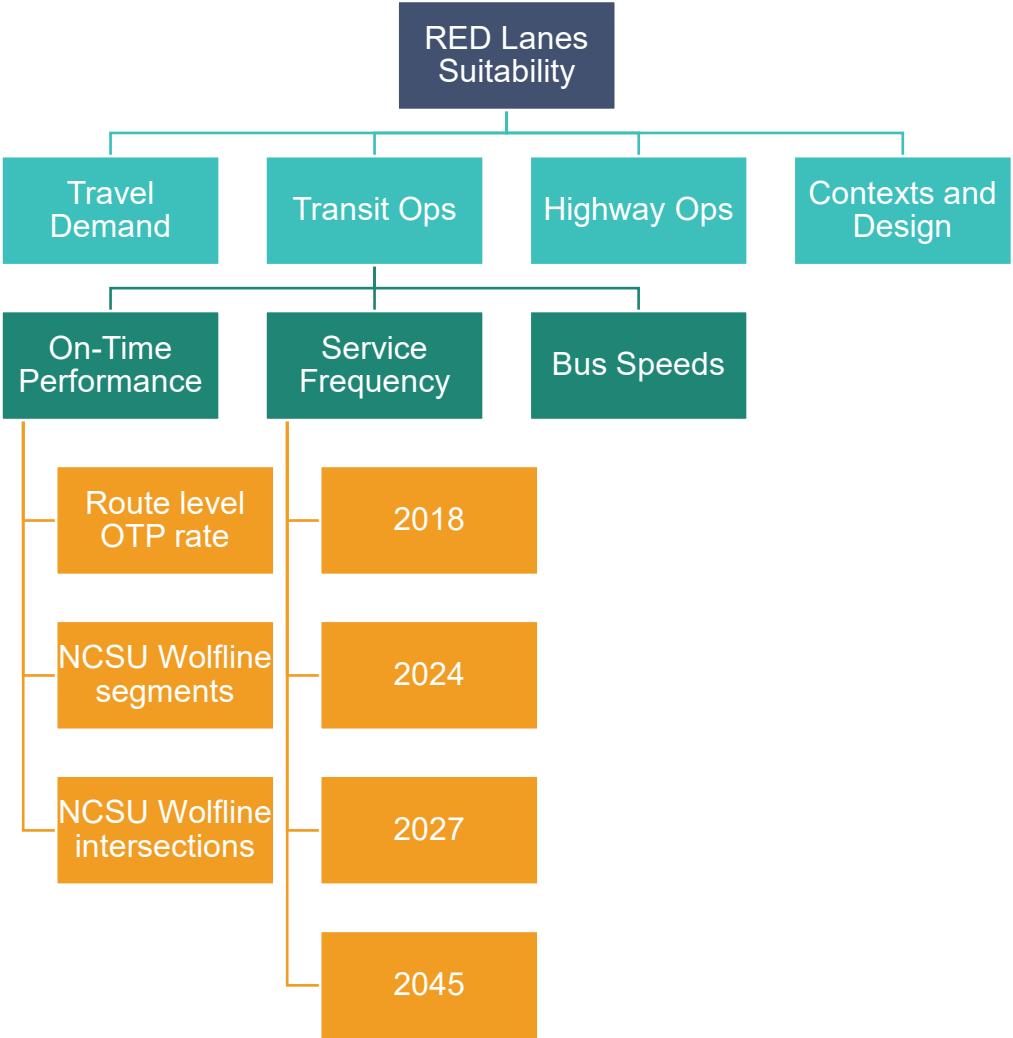 RED Lanes
Suitability
Travel
Demand
Transit Ops
Highway Ops
Contexts and
Design
On-Time
Performance
Service
Frequency
Bus Speeds
Route level
OTP rate
NCSU Wolfline
segments
NCSU Wolfline
intersections
2018
2024
2027
2045